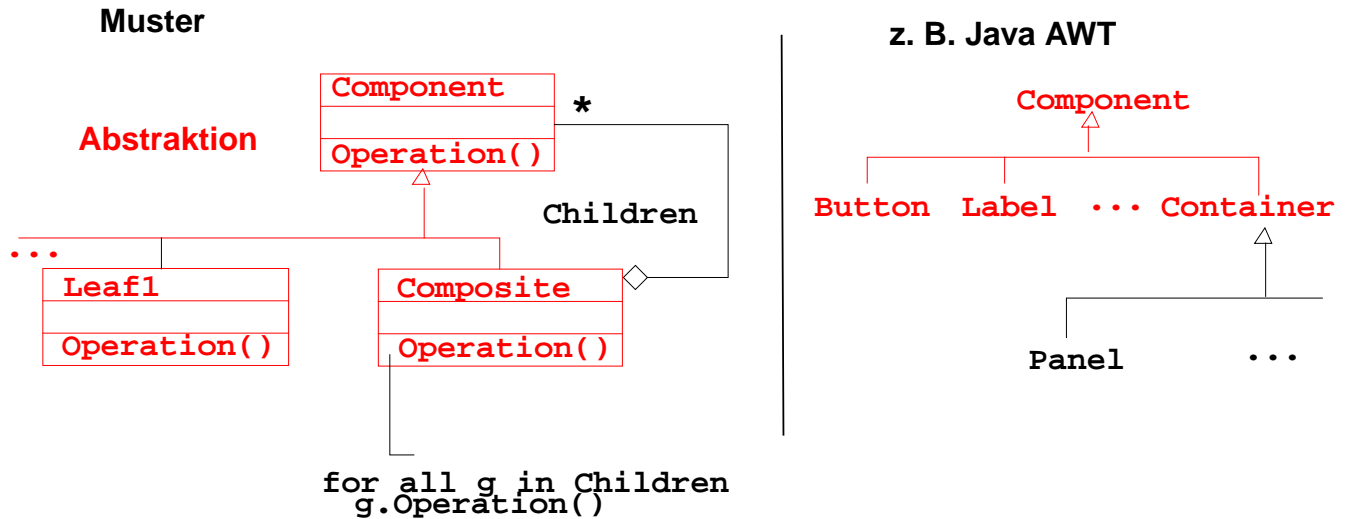 Muster
Component
*
Abstraktion
Operation()
Children
...
Leaf1
Composite
Operation()
Operation()
for all g in Children
g.Operation()
z. B. Java AWT
Component
Button Label ... Container
Panel ...